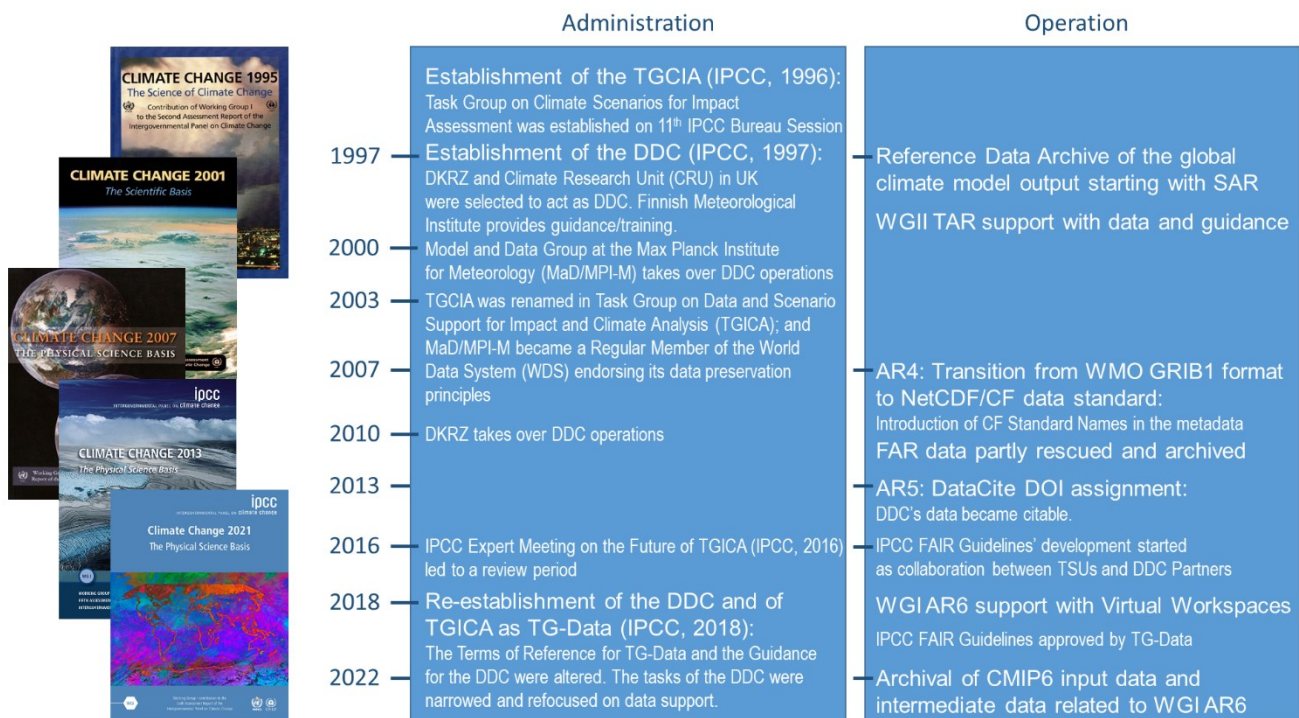 Administration
Operation
CLIMATE CHANGE 1995
The Science of Climate Change
Contribution of Working Group I
to the Second Assessment Report of the
Intergovernmental Panel on Climate Change
CLIMATE CHANGE 2001
The Scientific Basis
CLIMATE CHANGE 2007
THE PHYSICAL SCIENCE BASIS
ipcc
INTERGOVERNMENTAL PANEL ON climate change
CLIMATE CHANGE 2013
The Physical Science Basis
ipcc
INTERGOVERNMENTAL PANEL ON climate change
Climate Change 2021
The Physical Science Basis
1997
2000
2003
2007
2010
2013
2016
2018
2022
Establishment of the TGCIA (IPCC, 1996):
Task Group on Climate Scenarios for Impact
Assessment was established on 11th IPCC Bureau Session
Establishment of the DDC (IPCC, 1997):
DKRZ and Climate Research Unit (CRU) in UK
were selected to act as DDC. Finnish Meteorological
Institute provides guidance/training.
Model and Data Group at the Max Planck Institute
for Meteorology (MaD/MPI-M) takes over DDC operations
TGCIA was renamed in Task Group on Data and Scenario
Support for Impact and Climate Analysis (TGICA); and
MaD/MPI-M became a Regular Member of the World
Data System (WDS) endorsing its data preservation
principles
DKRZ takes over DDC operations
IPCC Expert Meeting on the Future of TGICA (IPCC, 2016)
led to a review period
Re-establishment of the DDC and of
TGICA as TG-Data (IPCC, 2018):
The Terms of Reference for TG-Data and the Guidance
for the DDC were altered. The tasks of the DDC were
narrowed and refocused on data support.
Reference Data Archive of the global
climate model output starting with SAR
WGII TAR support with data and guidance
AR4: Transition from WMO GRIB1 format
to NetCDF/CF data standard:
Introduction of CF Standard Names in the metadata
FAR data partly rescued and archived
AR5: DataCite DOI assignment:
DDC's data became citable.
IPCC FAIR Guidelines' development started
as collaboration between TSUs and DDC Partners
WGI AR6 support with Virtual Workspaces
IPCC FAIR Guidelines approved by TG-Data
Archival of CMIP6 input data and
intermediate data related to WGI AR6